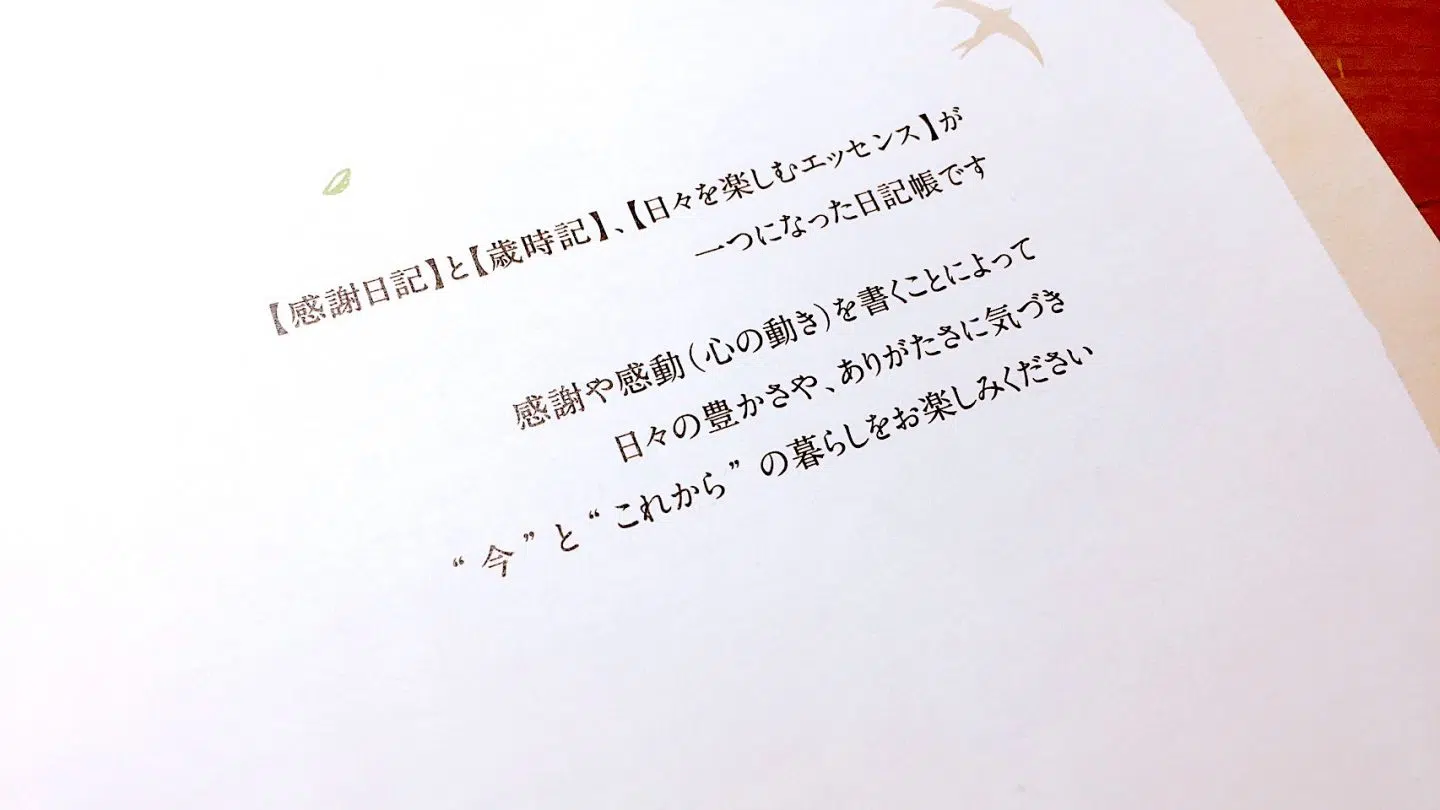 【感謝日記】と【歳時記】、【日々を楽しむエッセンス】が
一つになった日記帳です
感謝や感動(心の動き)を書くことによって
日々の豊かさや、ありがたさに気づき
“今”と“これから”の暮らしをお楽しみください